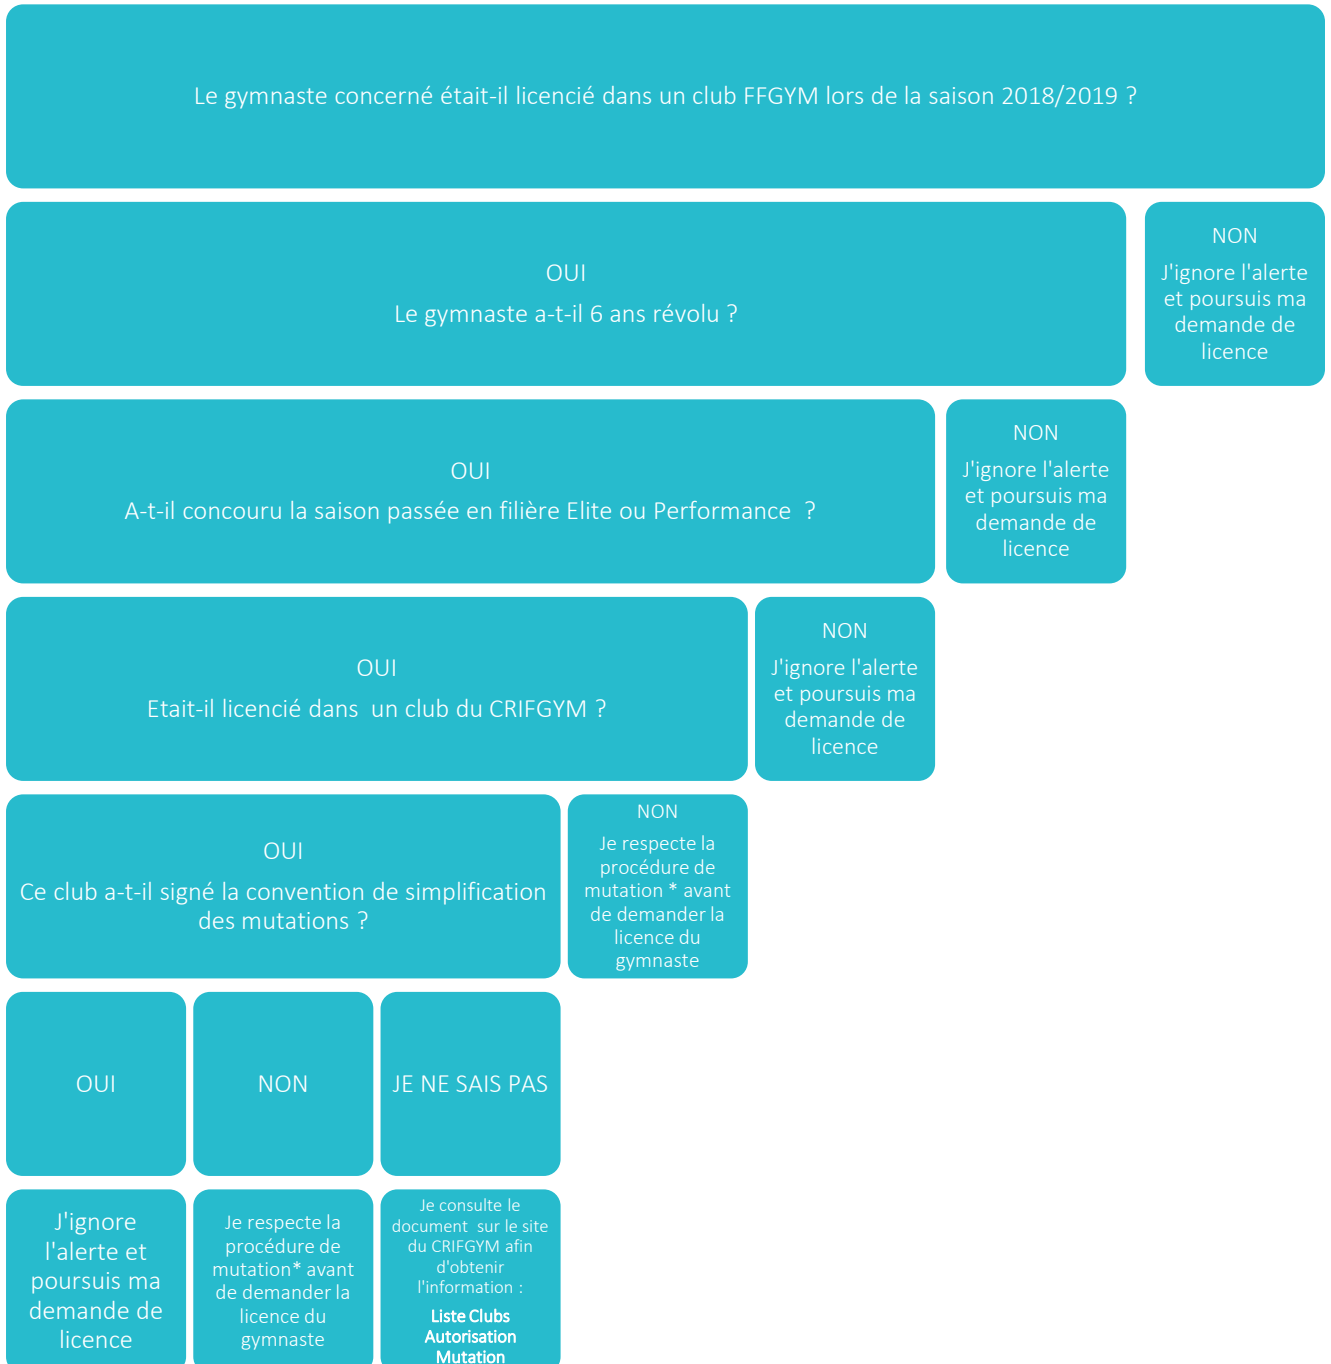 Le gymnaste concerné était-il licencié dans un club FFGYM lors de la saison 2018/2019 ?
OUI
Le gymnaste a-t-il 6 ans révolu ?
NON
J'ignore l'alerte
et poursuis ma
demande de
licence
OUI
A-t-il concouru la saison passée en filière Elite ou Performance  ?
NON
J'ignore l'alerte
et poursuis ma
demande de
licence
OUI
Etait-il licencié dans  un club du CRIFGYM ?
NON
J'ignore l'alerte
et poursuis ma
demande de
licence
OUI
Ce club a-t-il signé la convention de simplification
des mutations ?
NON
Je respecte la
procédure de
mutation * avant
de demander la
licence du
gymnaste
OUI
NON
JE NE SAIS PAS
J'ignore
l'alerte et
poursuis ma
demande de
licence
Je respecte la
procédure de
mutation* avant
de demander la
licence du
gymnaste
Je consulte le
document  sur le site
du CRIFGYM afin
d'obtenir
l'information :
Liste Clubs
Autorisation
Mutation